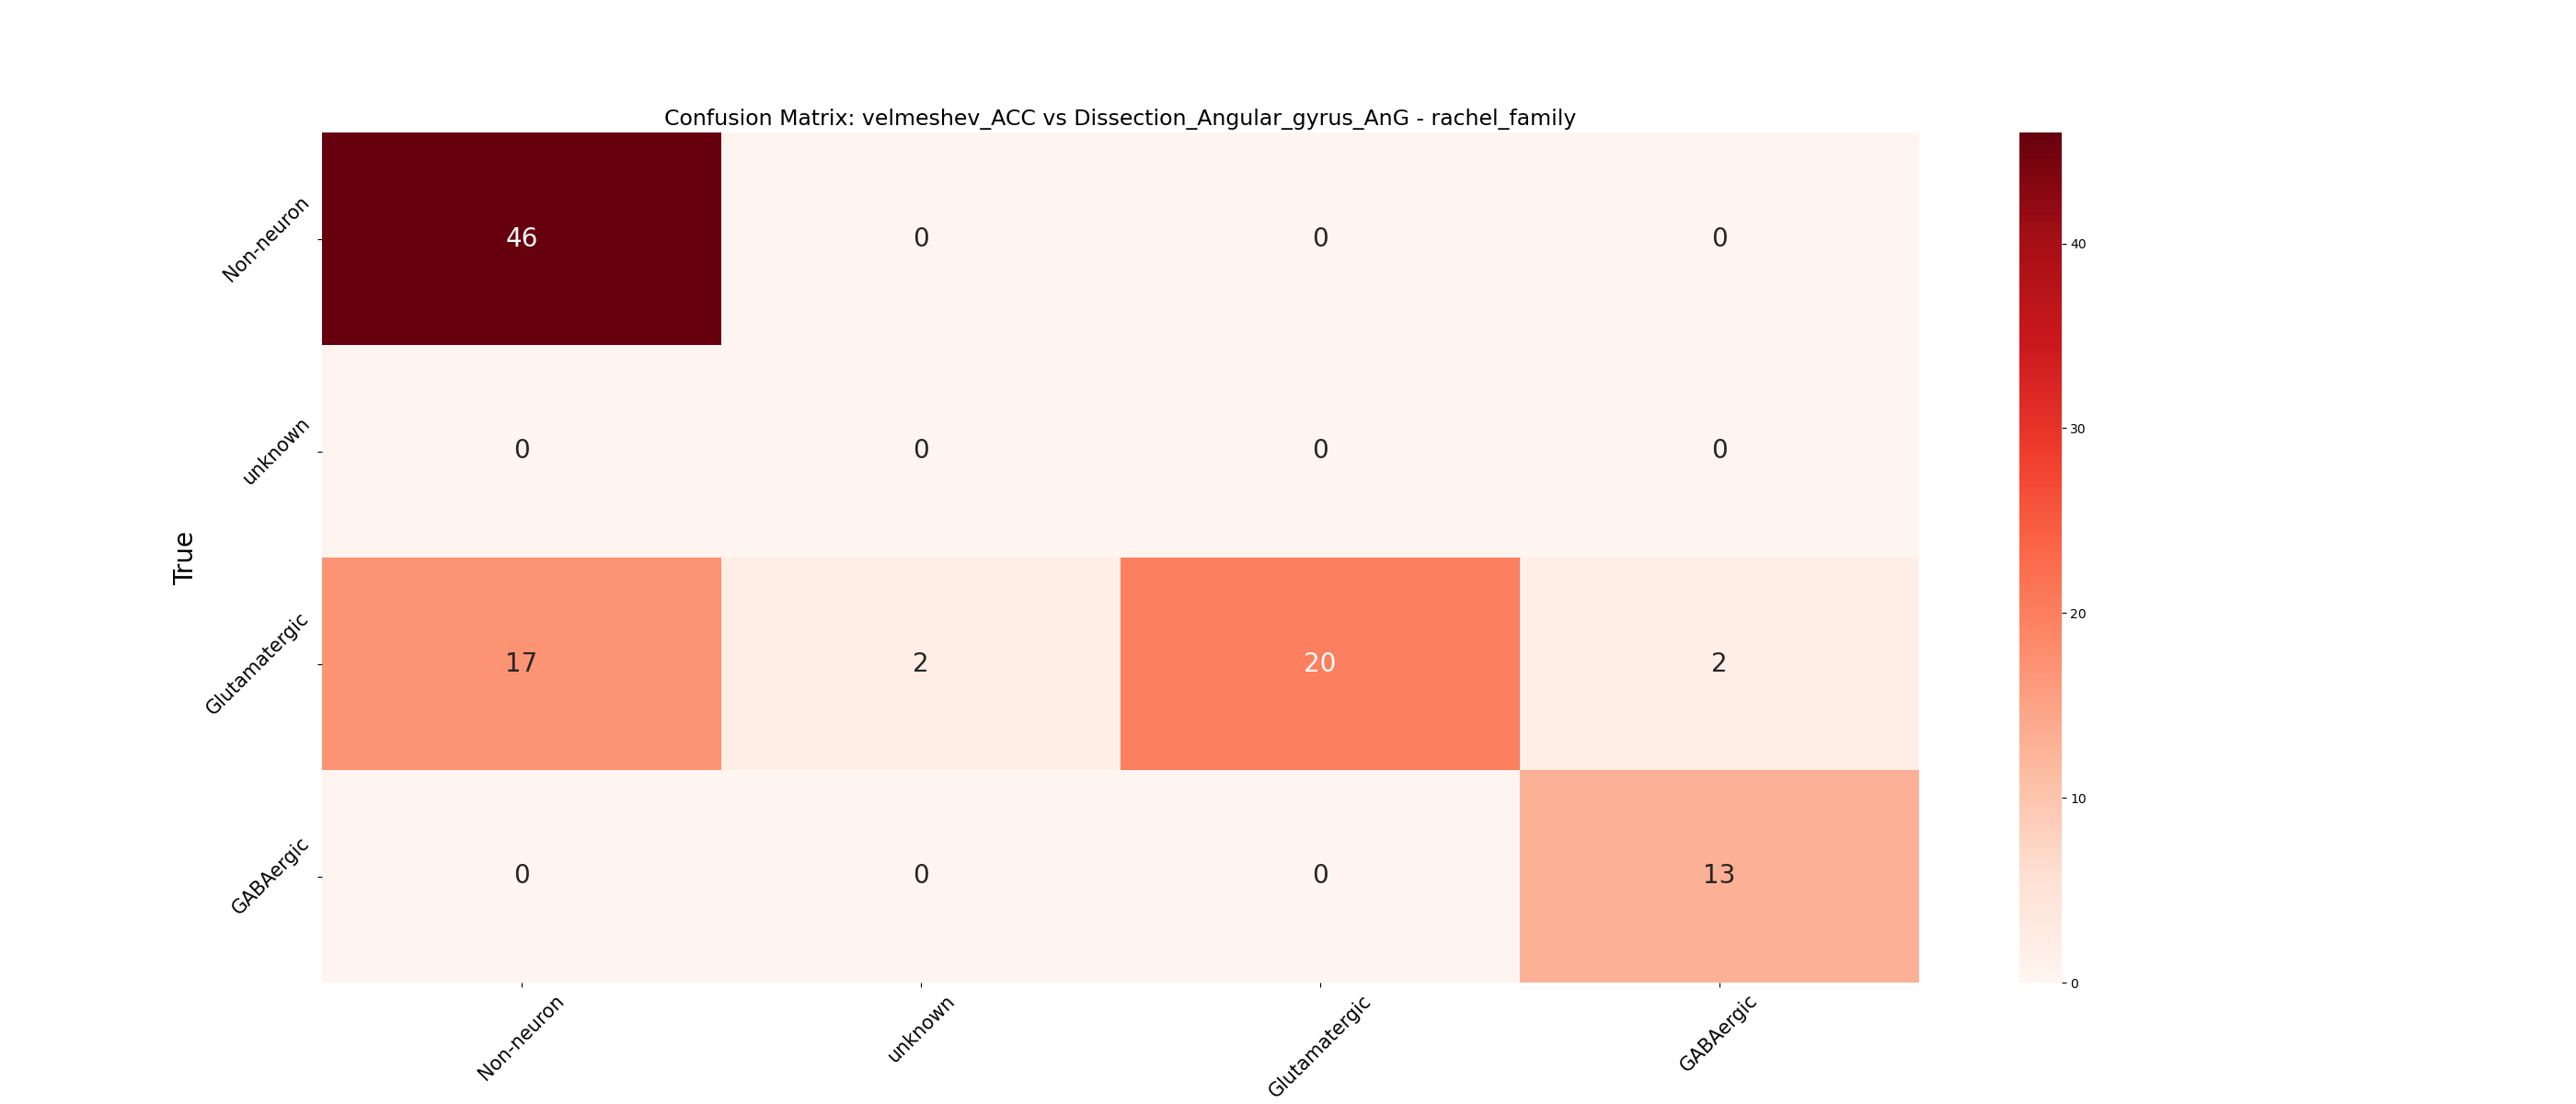 Confusion Matrix: velmeshev_ACC vs Dissection_Angular_gyrus_AnG - rachel_family
True
Non-neuron
46 0 0 0
unknown
0 0 0 0
Glutamatergic
17 2 20 2
GABAergic
0 0 0 13
Non-neuron unknown Glutamatergic GABAergic
40
30
20
10
0